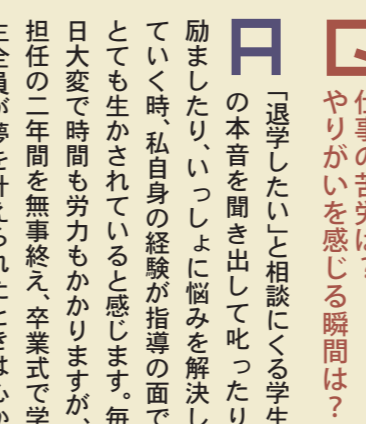 Q
仕事の苦労は？
やりがいを感じる瞬間は？
A
「退学したい」と相談にくる学生
の本音を聞き出して叱ったり
励ましたり、いっしょに悩みを解決し
ていく時、私自身の経験が指導の面で
とても生かされていると感じます。毎
日大変で時間も労力もかかりますが、
担任の二年間を無事終え、卒業式で学
生全員が夢を叶えられたときは心か